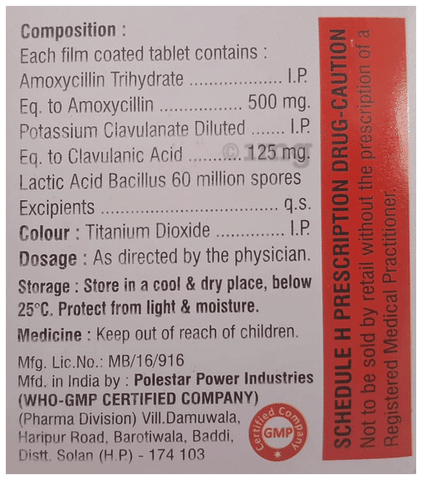 Composition :
Each film coated tablet contains :
Amoxycillin Trihydrate .................... I.P.
Eq. to Amoxycillin ................ 500 mg.
Potassium Clavulanate Diluted ....... I.P.
Eq. to Clavulanic Acid .......... 125 mg.
Lactic Acid Bacillus 60 million spores
Excipients .................................. q.s.
Colour : Titanium Dioxide .............. I.P.
Dosage : As directed by the physician.
Storage : Store in a cool & dry place, below
25°C. Protect from light & moisture.
Medicine : Keep out of reach of children.
Mfg. Lic.No.: MB/16/916
Mfd. in India by : Polestar Power Industries
(WHO-GMP CERTIFIED COMPANY)
(Pharma Division) Vill.Damuwala,
Haripur Road, Barotiwala, Baddi,
Distt. Solan (H.P) - 174 103
Certified Company
GMP
SCHEDULE H PRESCRIPTION DRUG-CAUTION
Not to be sold by retail without the prescription of a
Registered Medical Practitioner.